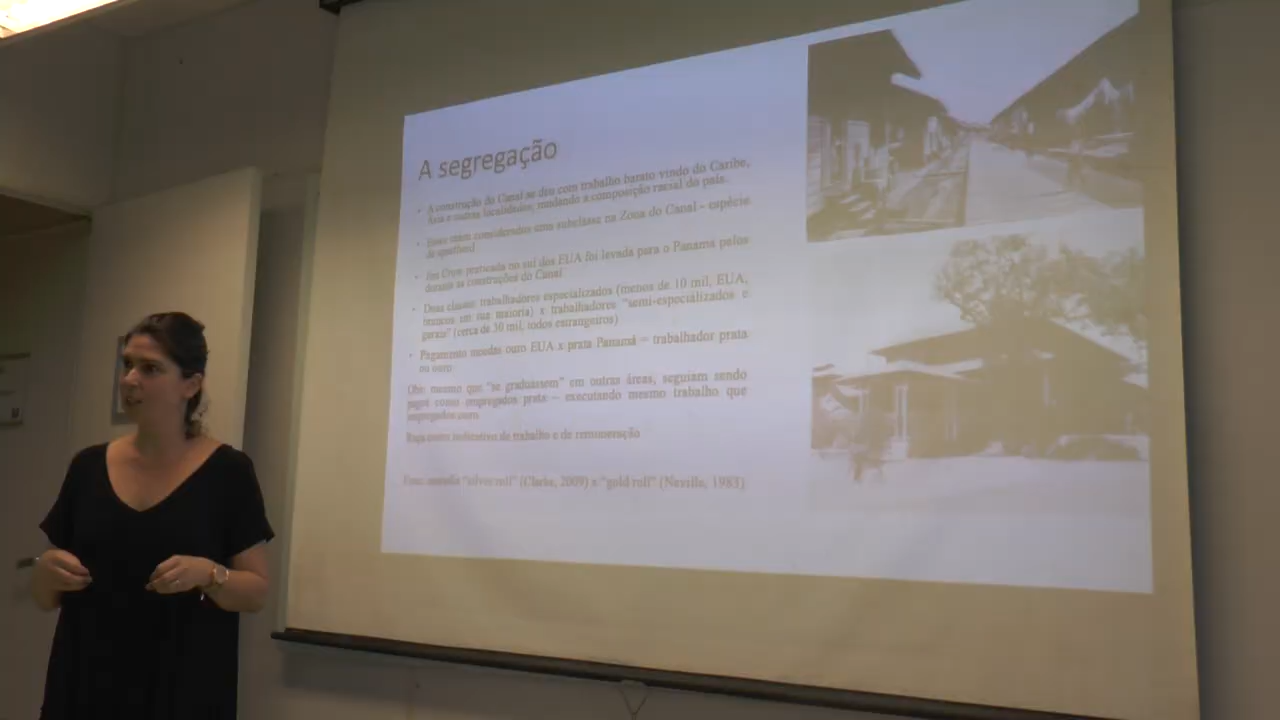 A segregação
• A construção do Canal se deu com trabalho barato vindo do Caribe,
Ásia e outras localidades, mudando a composição racial do país.
• Esses eram considerados uma subclasse na Zona do Canal - espécie
de apartheid
• Jim Crow praticada no sul dos EUA foi levada para o Panamá pelos
as construções do Canal
• Duas classes: trabalhadores especializados (menos de 10 mil, EUA,
brancos em sua maioria) x trabalhadores "semi-especializados e
gerais" (cerca de 30 mil, todos estrangeiros)
• Pagamento moedas ouro EUA x prata Panamá – trabalhador prata
ou ouro
Obs: mesmo que "se graduassem" em outras áreas, seguiam sendo
pagos como empregados prata – executando mesmo trabalho que
empregados ouro
Raça como indicativo de trabalho e de remuneração
"silver roll" (Clarke, 2009) x "gold roll" (Neville, 1983)